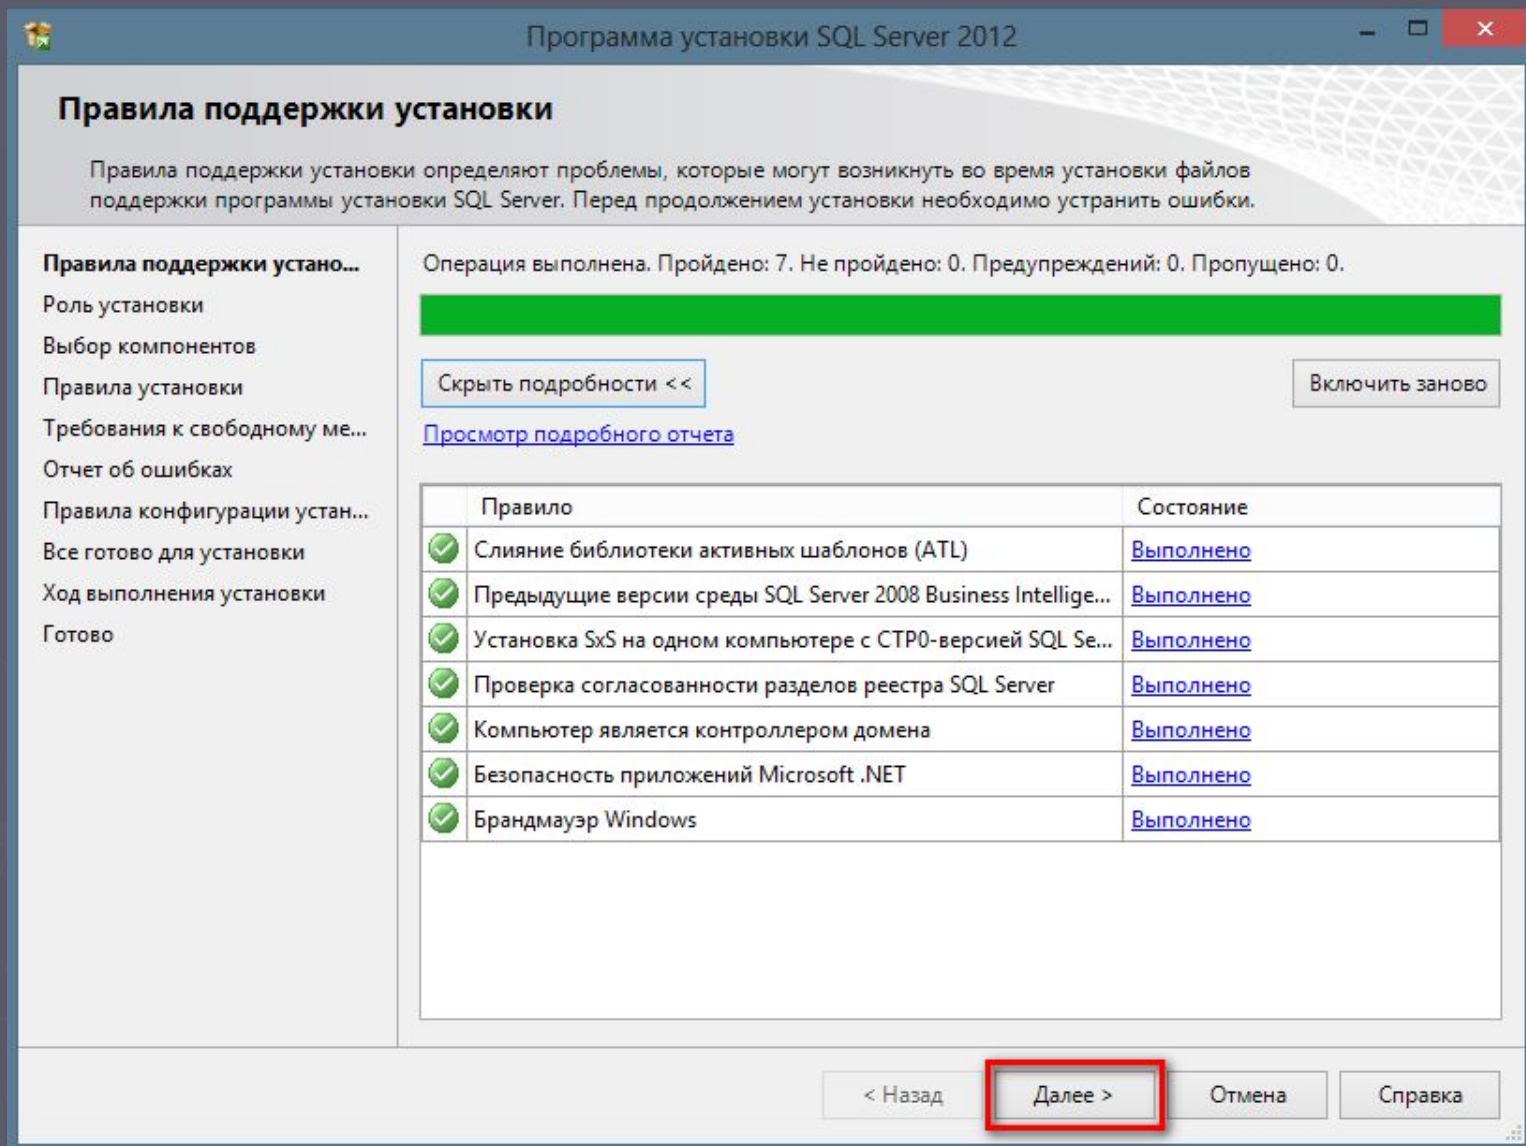 Программа установки SQL Server 2012
Правила поддержки установки
Правила поддержки установки определяют проблемы, которые могут возникнуть во время установки файлов
поддержки программы установки SQL Server. Перед продолжением установки необходимо устранить ошибки.
Правила поддержки устано...
Роль установки
Выбор компонентов
Правила установки
Требования к свободному ме...
Отчет об ошибках
Правила конфигурации устан...
Все готово для установки
Ход выполнения установки
Готово
Операция выполнена. Пройдено: 7. Не пройдено: 0. Предупреждений: 0. Пропущено: 0.
Скрыть подробности <<
Включить заново
Просмотр подробного отчета
Правило Состояние
Слияние библиотеки активных шаблонов (ATL) Выполнено
Предыдущие версии среды SQL Server 2008 Business Intellige... Выполнено
Установка SxS на одном компьютере с CTP0-версией SQL Se... Выполнено
Проверка согласованности разделов реестра SQL Server Выполнено
Компьютер является контроллером домена Выполнено
Безопасность приложений Microsoft .NET Выполнено
Брандмауэр Windows Выполнено
< Назад Далее > Отмена Справка